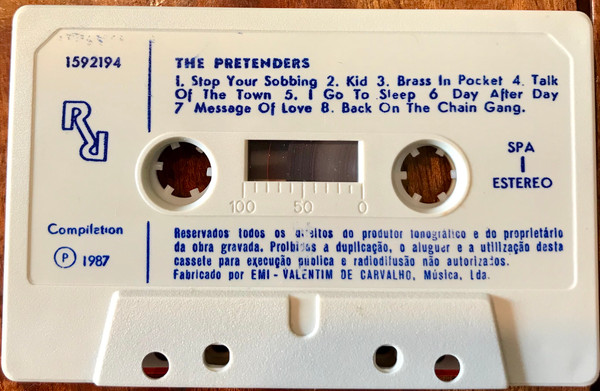 1592194
THE PRETENDERS
1. Stop Your Sobbing 2. Kid 3. Brass In Pocket 4. Talk
Of The Town 5. I Go To Sleep 6 Day After Day
7 Message Of Love 8. Back On The Chain Gang.
RR
SPA
1
ESTEREO
100 50 0
Compilation
Ⓟ 1987
Reservados todos os direitos do produtor fonográfico e do proprietário
da obra gravada. Proibidas a duplicação, o aluguer e a utilização desta
cassete para execução pública e radiodifusão não autorizadas.
Fabricado por EMI - VALENTIM DE CARVALHO, Música, Lda.